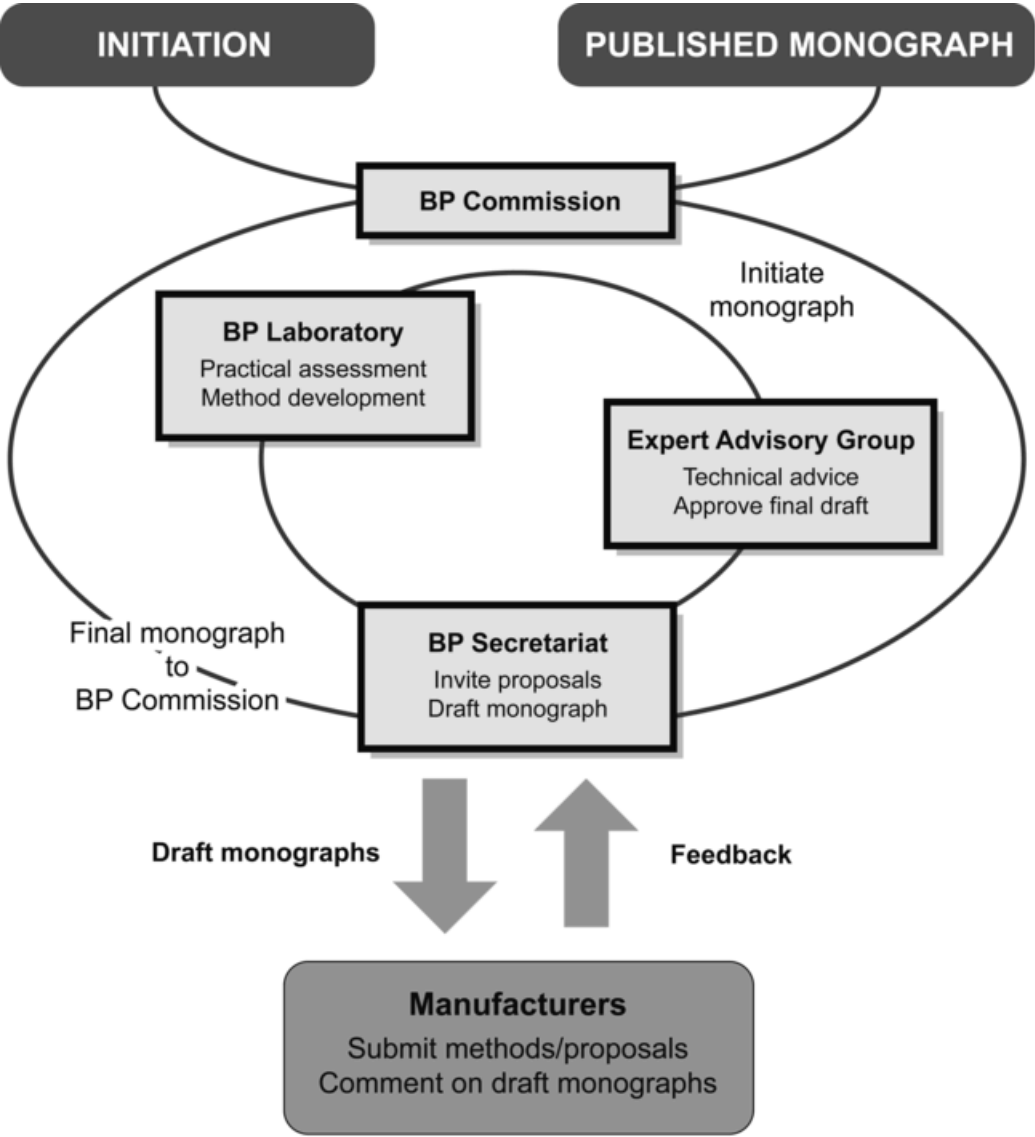 INITIATION
PUBLISHED MONOGRAPH
BP Commission
Initiate
monograph
BP Laboratory
Practical assessment
Method development
Expert Advisory Group
Technical advice
Approve final draft
Final monograph
to
BP Commission
BP Secretariat
Invite proposals
Draft monograph
Draft monographs
Feedback
Manufacturers
Submit methods/proposals
Comment on draft monographs